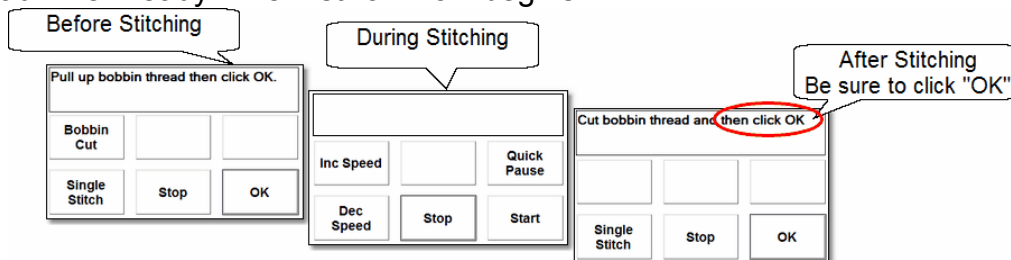 Before Stitching
Pull up bobbin thread then click OK.
Bobbin
Cut
Single
Stitch
Stop
OK
During Stitching
Inc Speed
Quick
Pause
Dec
Speed
Stop
Start
After Stitching
Be sure to click "OK"
Cut bobbin thread and then click OK
Single
Stitch
Stop
OK